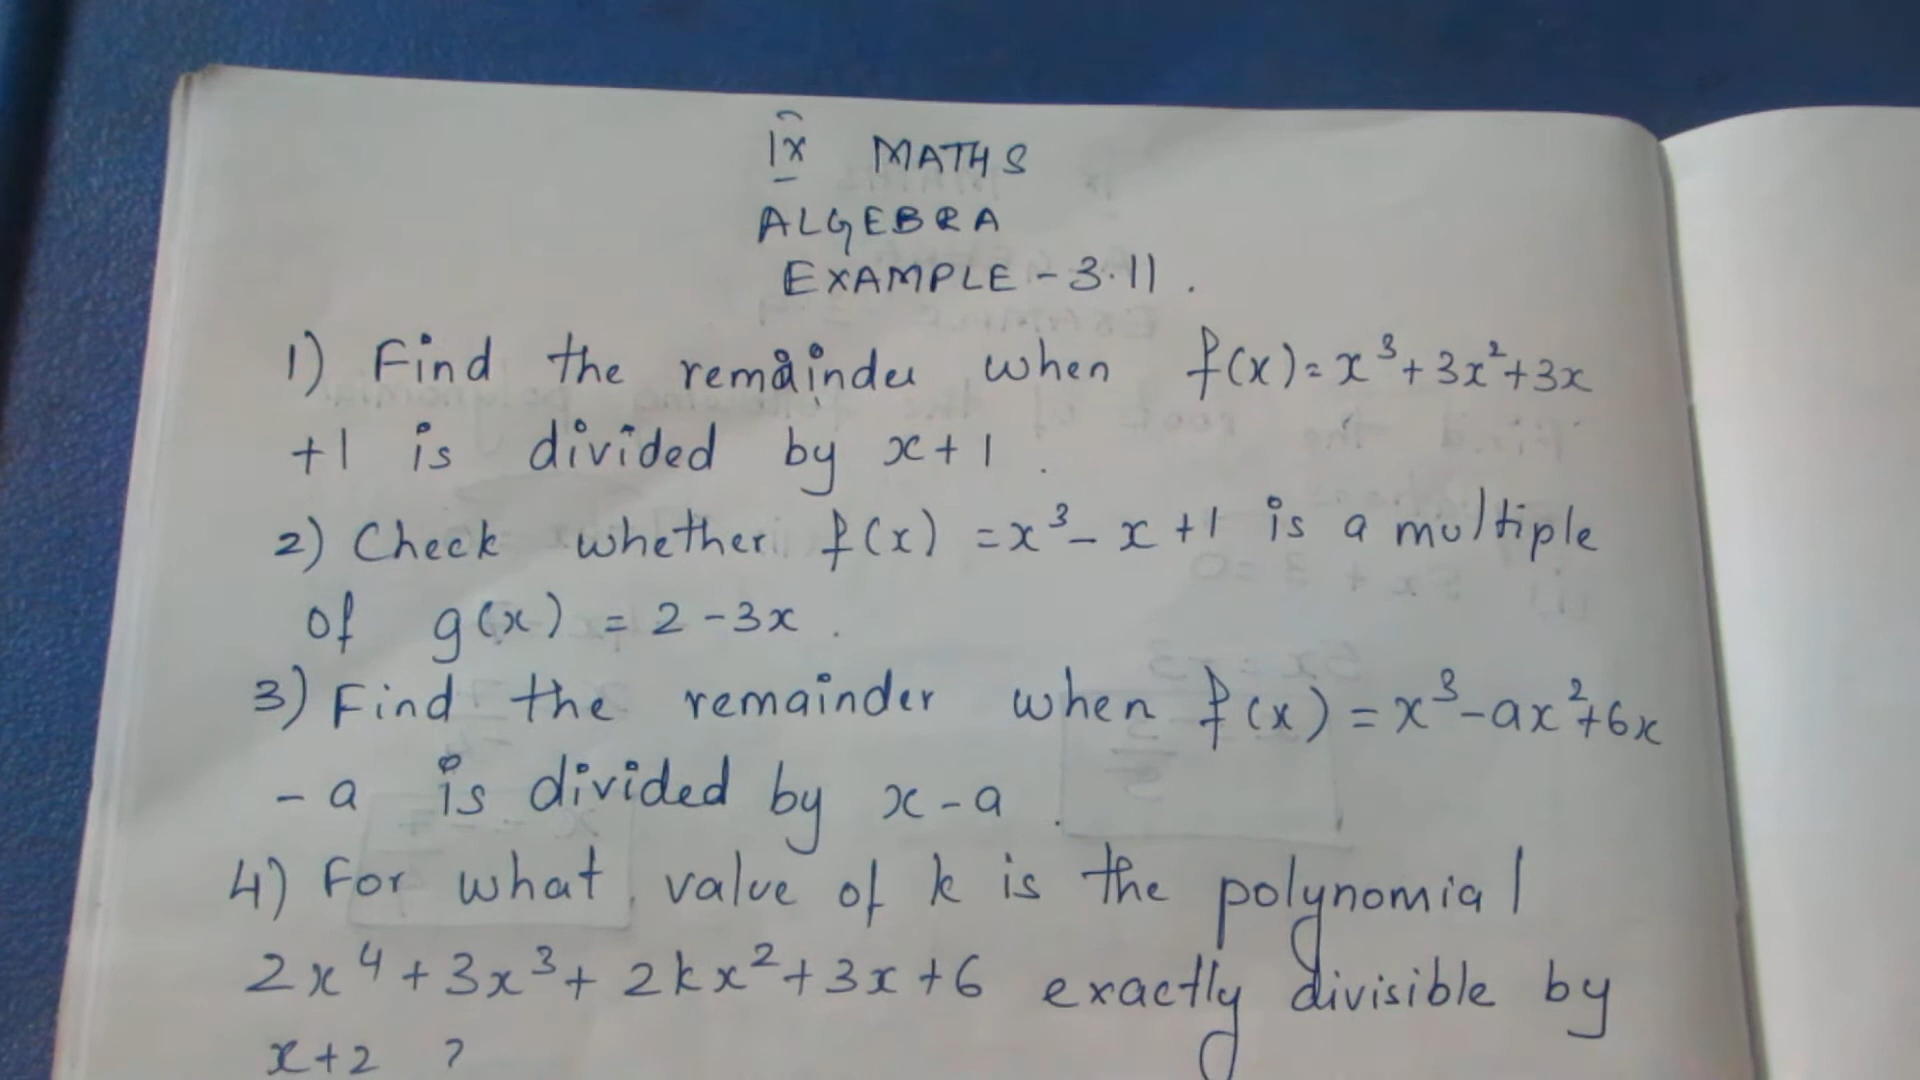 IX MATHS
ALGEBRA
EXAMPLE - 3.11.
1) Find the remainder when f(x) = x³ + 3x² + 3x
+1 is divided by x+1.
2) Check whether f(x) = x³ - x + 1 is a multiple
of g(x) = 2 - 3x.
3) Find the remainder when f(x) = x³ - ax² + 6x
- a is divided by x - a.
4) For what value of k is the polynomial
2x⁴ + 3x³ + 2kx² + 3x + 6 exactly divisible by
x+2 ?